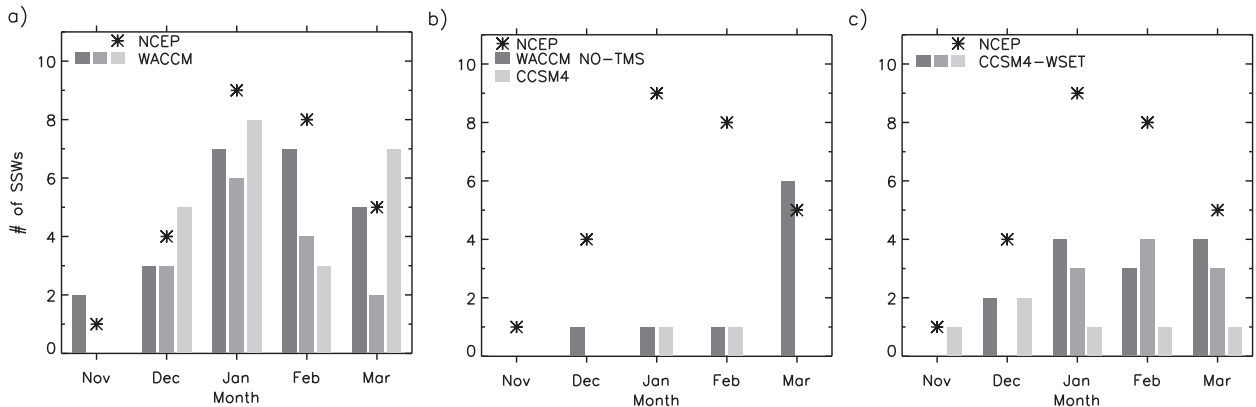 a)
NCEP
WACCM
# of SSWs
10
8
6
4
2
0
Nov Dec Jan Feb Mar
Month
b)
NCEP
WACCM NO-TMS
CCSM4
10
8
6
4
2
0
Nov Dec Jan Feb Mar
Month
c)
NCEP
CCSM4-WSET
10
8
6
4
2
0
Nov Dec Jan Feb Mar
Month